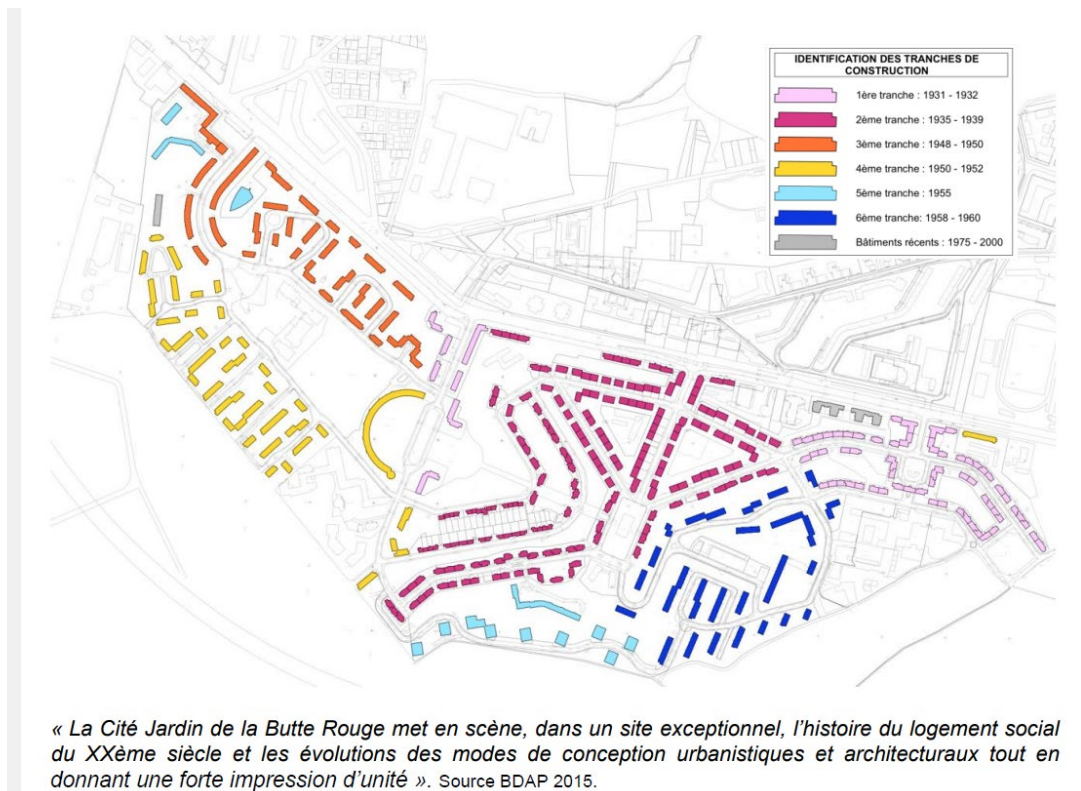 IDENTIFICATION DES TRANCHES DE
CONSTRUCTION
1ère tranche : 1931 - 1932
2ème tranche : 1935 - 1939
3ème tranche : 1948 - 1950
4ème tranche : 1950 - 1952
5ème tranche : 1955
6ème tranche: 1958 - 1960
Bâtiments récents : 1975 - 2000
« La Cité Jardin de la Butte Rouge met en scène, dans un site exceptionnel, l’histoire du logement social
du XXème siècle et les évolutions des modes de conception urbanistiques et architecturaux tout en
donnant une forte impression d’unité ». Source BDAP 2015.